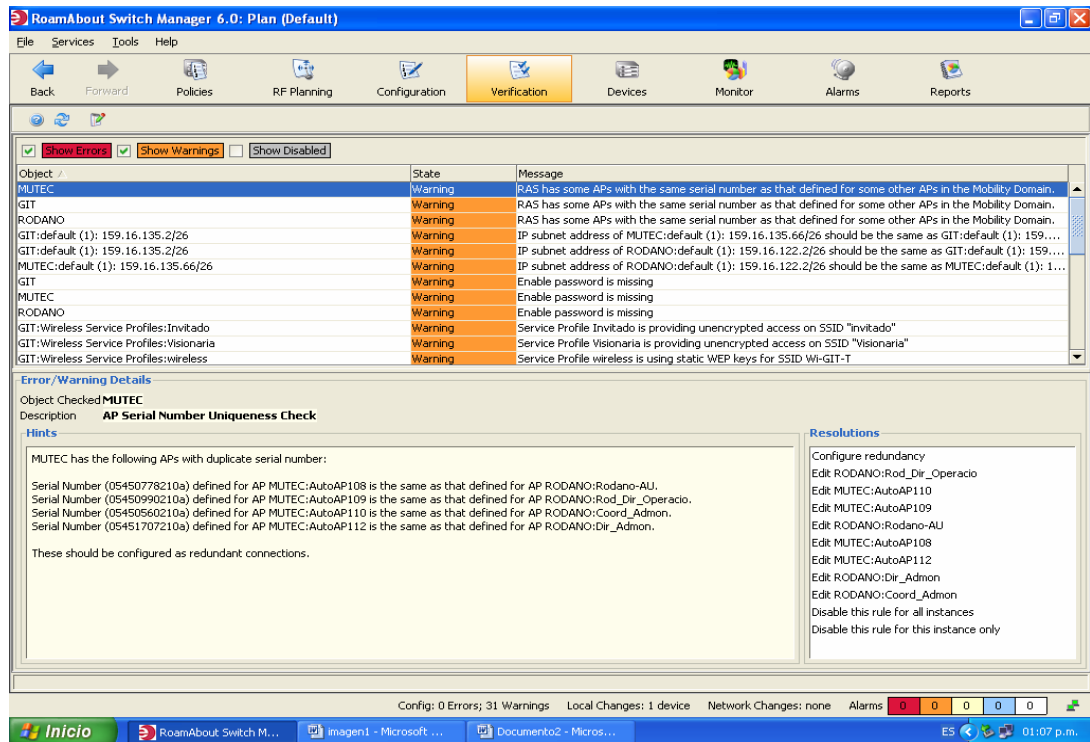 RoamAbout Switch Manager 6.0: Plan (Default)
File Services Tools Help
Back Forward Policies RF Planning Configuration Verification Devices Monitor Alarms Reports
Show Errors Show Warnings Show Disabled
Object State Message
MUTEC Warning RAS has some APs with the same serial number as that defined for some other APs in the Mobility Domain.
GIT Warning RAS has some APs with the same serial number as that defined for some other APs in the Mobility Domain.
RODANO Warning RAS has some APs with the same serial number as that defined for some other APs in the Mobility Domain.
GIT:default (1): 159.16.135.2/26 Warning IP subnet address of MUTEC:default (1): 159.16.135.66/26 should be the same as GIT:default (1): 159....
GIT:default (1): 159.16.135.2/26 Warning IP subnet address of RODANO:default (1): 159.16.122.2/26 should be the same as GIT:default (1): 159....
MUTEC:default (1): 159.16.135.66/26 Warning IP subnet address of RODANO:default (1): 159.16.122.2/26 should be the same as MUTEC:default (1): 1...
GIT Warning Enable password is missing
MUTEC Warning Enable password is missing
RODANO Warning Enable password is missing
GIT:Wireless Service Profiles:Invitado Warning Service Profile Invitado is providing unencrypted access on SSID "invitado"
GIT:Wireless Service Profiles:Visionaria Warning Service Profile Visionaria is providing unencrypted access on SSID "Visionaria"
GIT:Wireless Service Profiles:wireless Warning Service Profile wireless is using static WEP keys for SSID Wi-GIT-T
Error/Warning Details
Object Checked MUTEC
Description AP Serial Number Uniqueness Check
Hints
MUTEC has the following APs with duplicate serial number:
Serial Number (05450778210a) defined for AP MUTEC:AutoAP108 is the same as that defined for AP RODANO:Rodano-AU.
Serial Number (05450990210a) defined for AP MUTEC:AutoAP109 is the same as that defined for AP RODANO:Rod_Dir_Operacio.
Serial Number (05450560210a) defined for AP MUTEC:AutoAP110 is the same as that defined for AP RODANO:Coord_Admon.
Serial Number (05451707210a) defined for AP MUTEC:AutoAP112 is the same as that defined for AP RODANO:Dir_Admon.
These should be configured as redundant connections.
Resolutions
Configure redundancy
Edit RODANO:Rod_Dir_Operacio
Edit MUTEC:AutoAP110
Edit MUTEC:AutoAP109
Edit RODANO:Rodano-AU
Edit MUTEC:AutoAP108
Edit MUTEC:AutoAP112
Edit RODANO:Dir_Admon
Edit RODANO:Coord_Admon
Disable this rule for all instances
Disable this rule for this instance only
Config: 0 Errors; 31 Warnings Local Changes: 1 device Network Changes: none Alarms 0 0 0 0 0
Inicio RoamAbout Switch M... imagen1 - Microsoft ... Documento2 - Micros... ES 01:07 p.m.